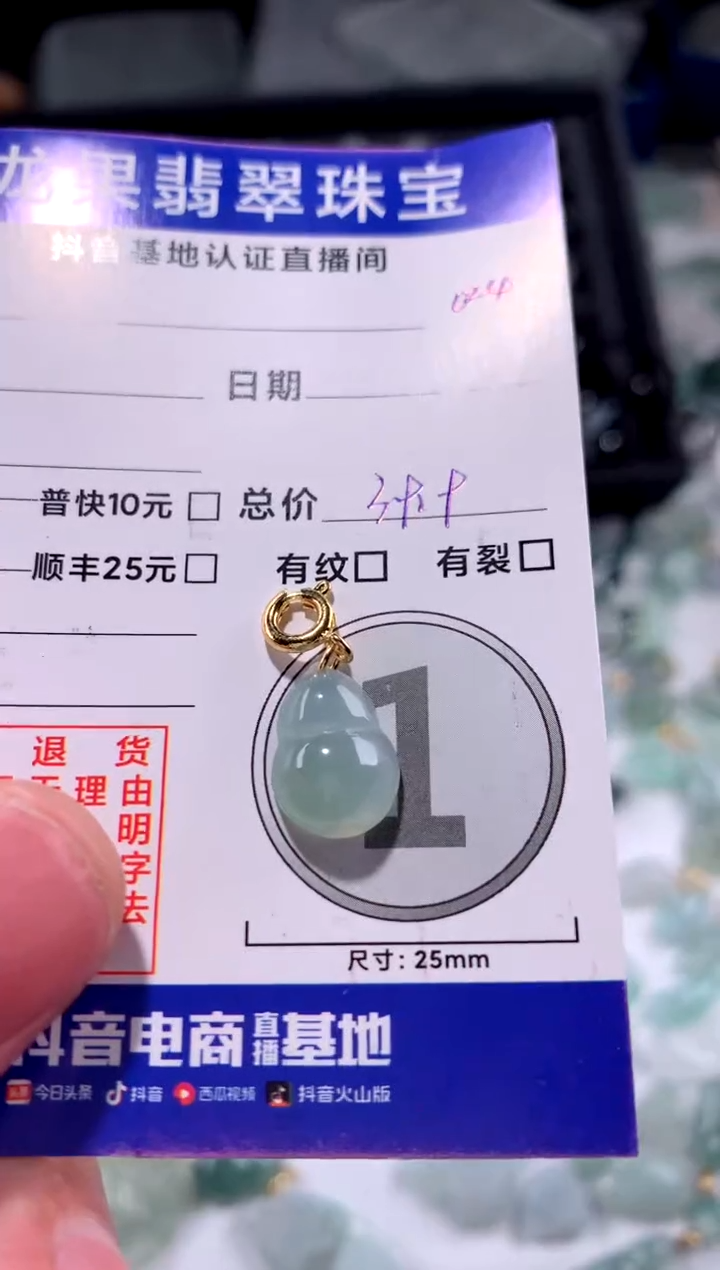 果翡翠珠宝
抖音基地认证直播间
日期
普快10元 总价
顺丰25元 有纹 有裂
退 货
理 由
明
字
去
1
尺寸：25mm
抖音电商直播基地
今日头条 抖音 西瓜视频 抖音火山版